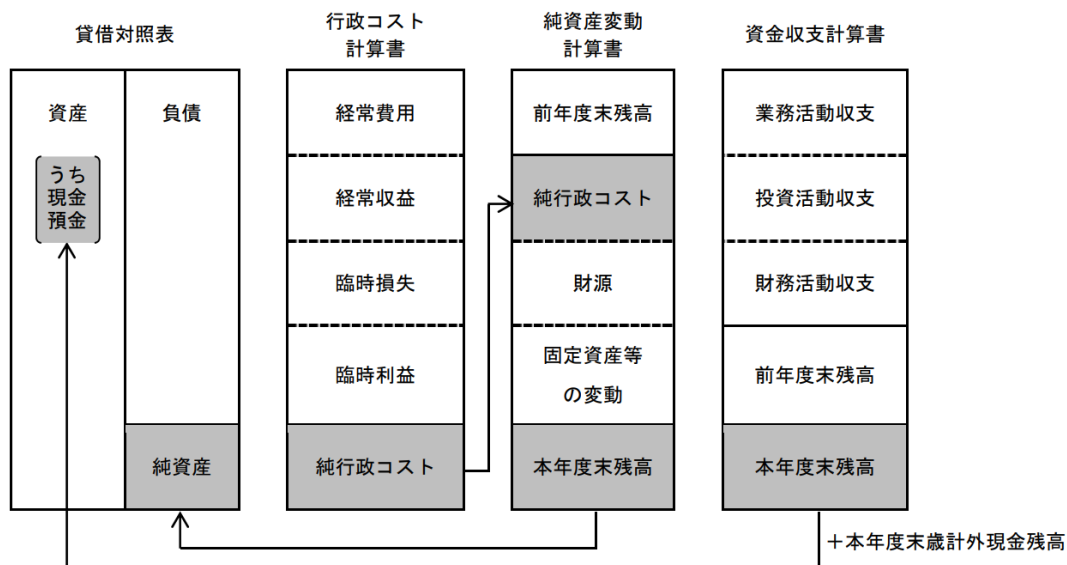 貸借対照表
資産
うち
現金
預金
負債
純資産
行政コスト
計算書
経常費用
経常収益
臨時損失
臨時利益
純行政コスト
純資産変動
計算書
前年度末残高
純行政コスト
財源
固定資産等
の変動
本年度末残高
資金収支計算書
業務活動収支
投資活動収支
財務活動収支
前年度末残高
本年度末残高
＋本年度末歳計外現金残高